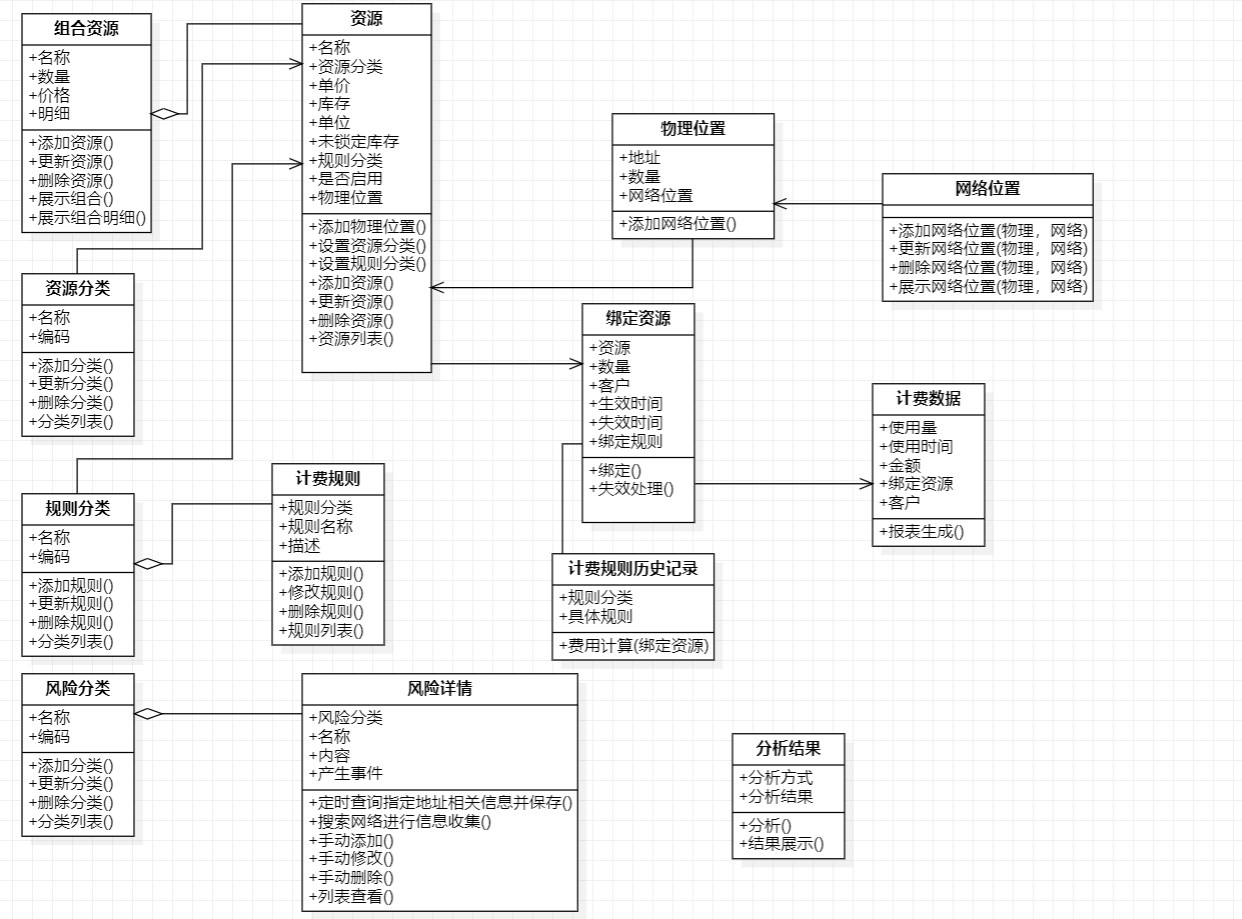 组合资源
+名称
+数量
+价格
+明细
+添加资源()
+更新资源()
+删除资源()
+展示组合()
+展示组合明细()
资源
+名称
+资源分类
+单价
+库存
+单位
+未锁定库存
+规则分类
+是否启用
+物理位置
+添加物理位置()
+设置资源分类()
+设置规则分类()
+添加资源()
+更新资源()
+删除资源()
+资源列表()
物理位置
+地址
+数量
+网络位置
+添加网络位置()
网络位置
+添加网络位置(物理，网络)
+更新网络位置(物理，网络)
+删除网络位置(物理，网络)
+展示网络位置(物理，网络)
资源分类
+名称
+编码
+添加分类()
+更新分类()
+删除分类()
+分类列表()
绑定资源
+资源
+数量
+客户
+生效时间
+失效时间
+绑定规则
+绑定()
+失效处理()
计费数据
+使用量
+使用时间
+金额
+绑定资源
+客户
+报表生成()
规则分类
+名称
+编码
+添加规则()
+更新规则()
+删除规则()
+分类列表()
计费规则
+规则分类
+规则名称
+描述
+添加规则()
+修改规则()
+删除规则()
+规则列表()
计费规则历史记录
+规则分类
+具体规则
+费用计算(绑定资源)
风险分类
+名称
+编码
+添加分类()
+更新分类()
+删除分类()
+分类列表()
风险详情
+风险分类
+名称
+内容
+产生事件
+定时查询指定地址相关信息并保存()
+搜索网络进行信息收集()
+手动添加()
+手动修改()
+手动删除()
+列表查看()
分析结果
+分析方式
+分析结果
+分析()
+结果展示()